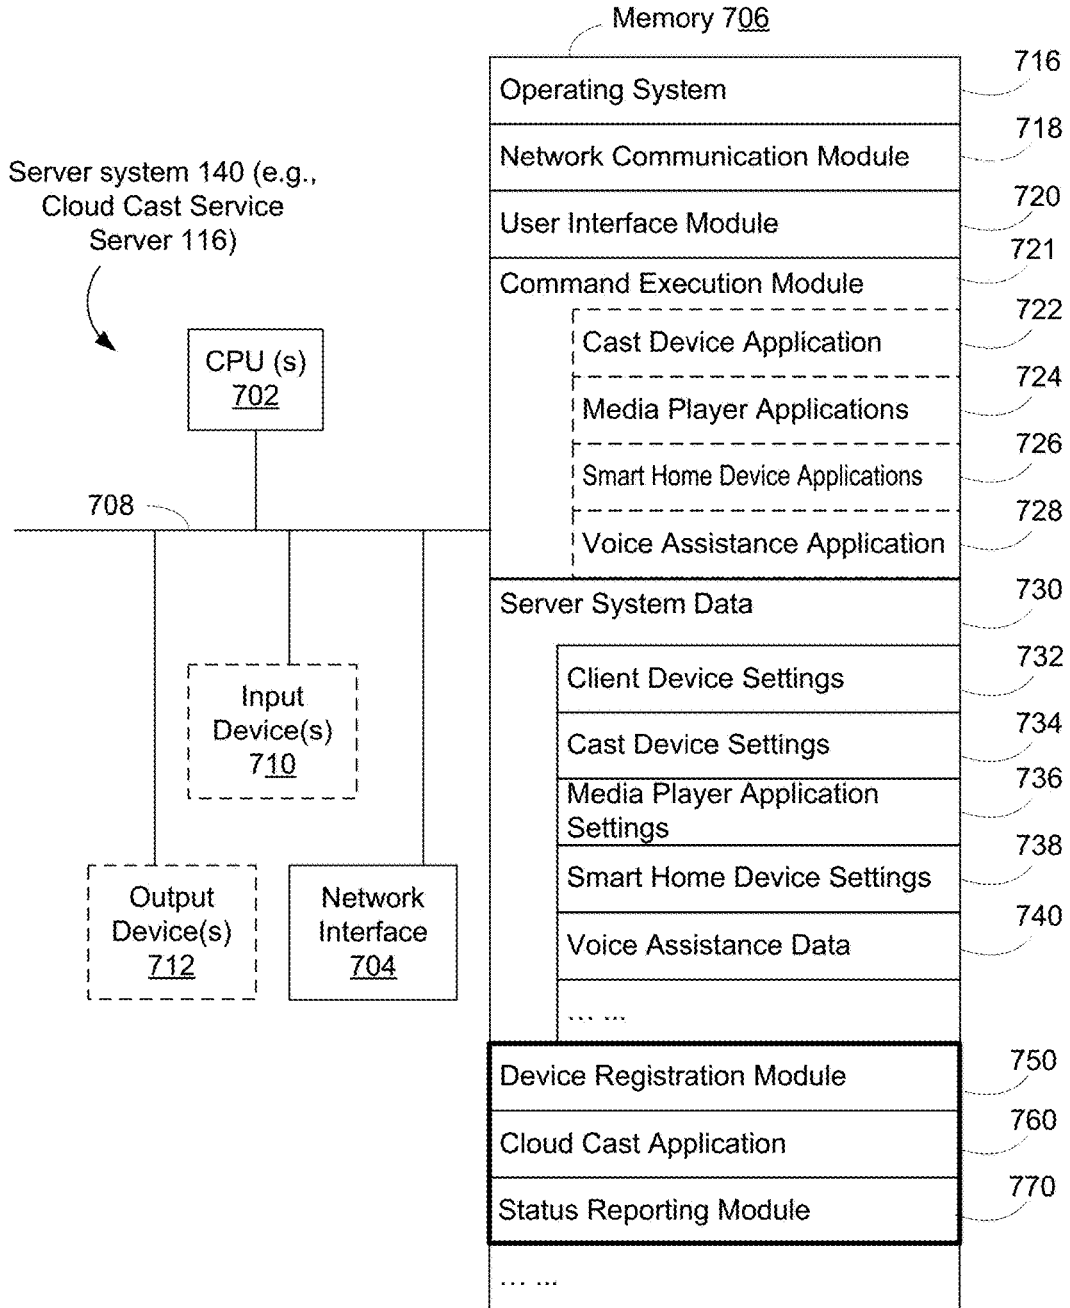 Memory 706
Operating System
716
Network Communication Module
718
User Interface Module
720
Command Execution Module
721
Cast Device Application
722
Media Player Applications
724
Smart Home Device Applications
726
Voice Assistance Application
728
Server System Data
730
Client Device Settings
732
Cast Device Settings
734
Media Player Application
Settings
736
Smart Home Device Settings
738
Voice Assistance Data
740
... ...
Device Registration Module
750
Cloud Cast Application
760
Status Reporting Module
770
... ...
Server system 140 (e.g.,
Cloud Cast Service
Server 116)
CPU (s)
702
708
Input
Device(s)
710
Output
Device(s)
712
Network
Interface
704